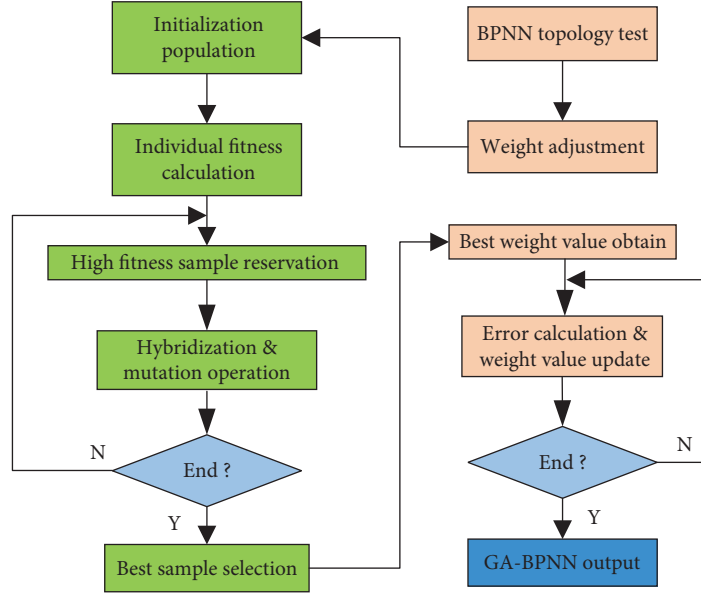 Initialization
population
BPNN topology test
Individual fitness
calculation
Weight adjustment
High fitness sample reservation
Best weight value obtain
Hybridization &
mutation operation
Error calculation &
weight value update
N
End ?
Y
End ?
N
Y
Best sample selection
GA-BPNN output